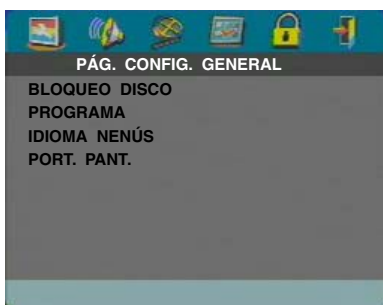 PÁG. CONFIG. GENERAL
BLOQUEO DISCO
PROGRAMA
IDIOMA NENÚS
PORT. PANT.